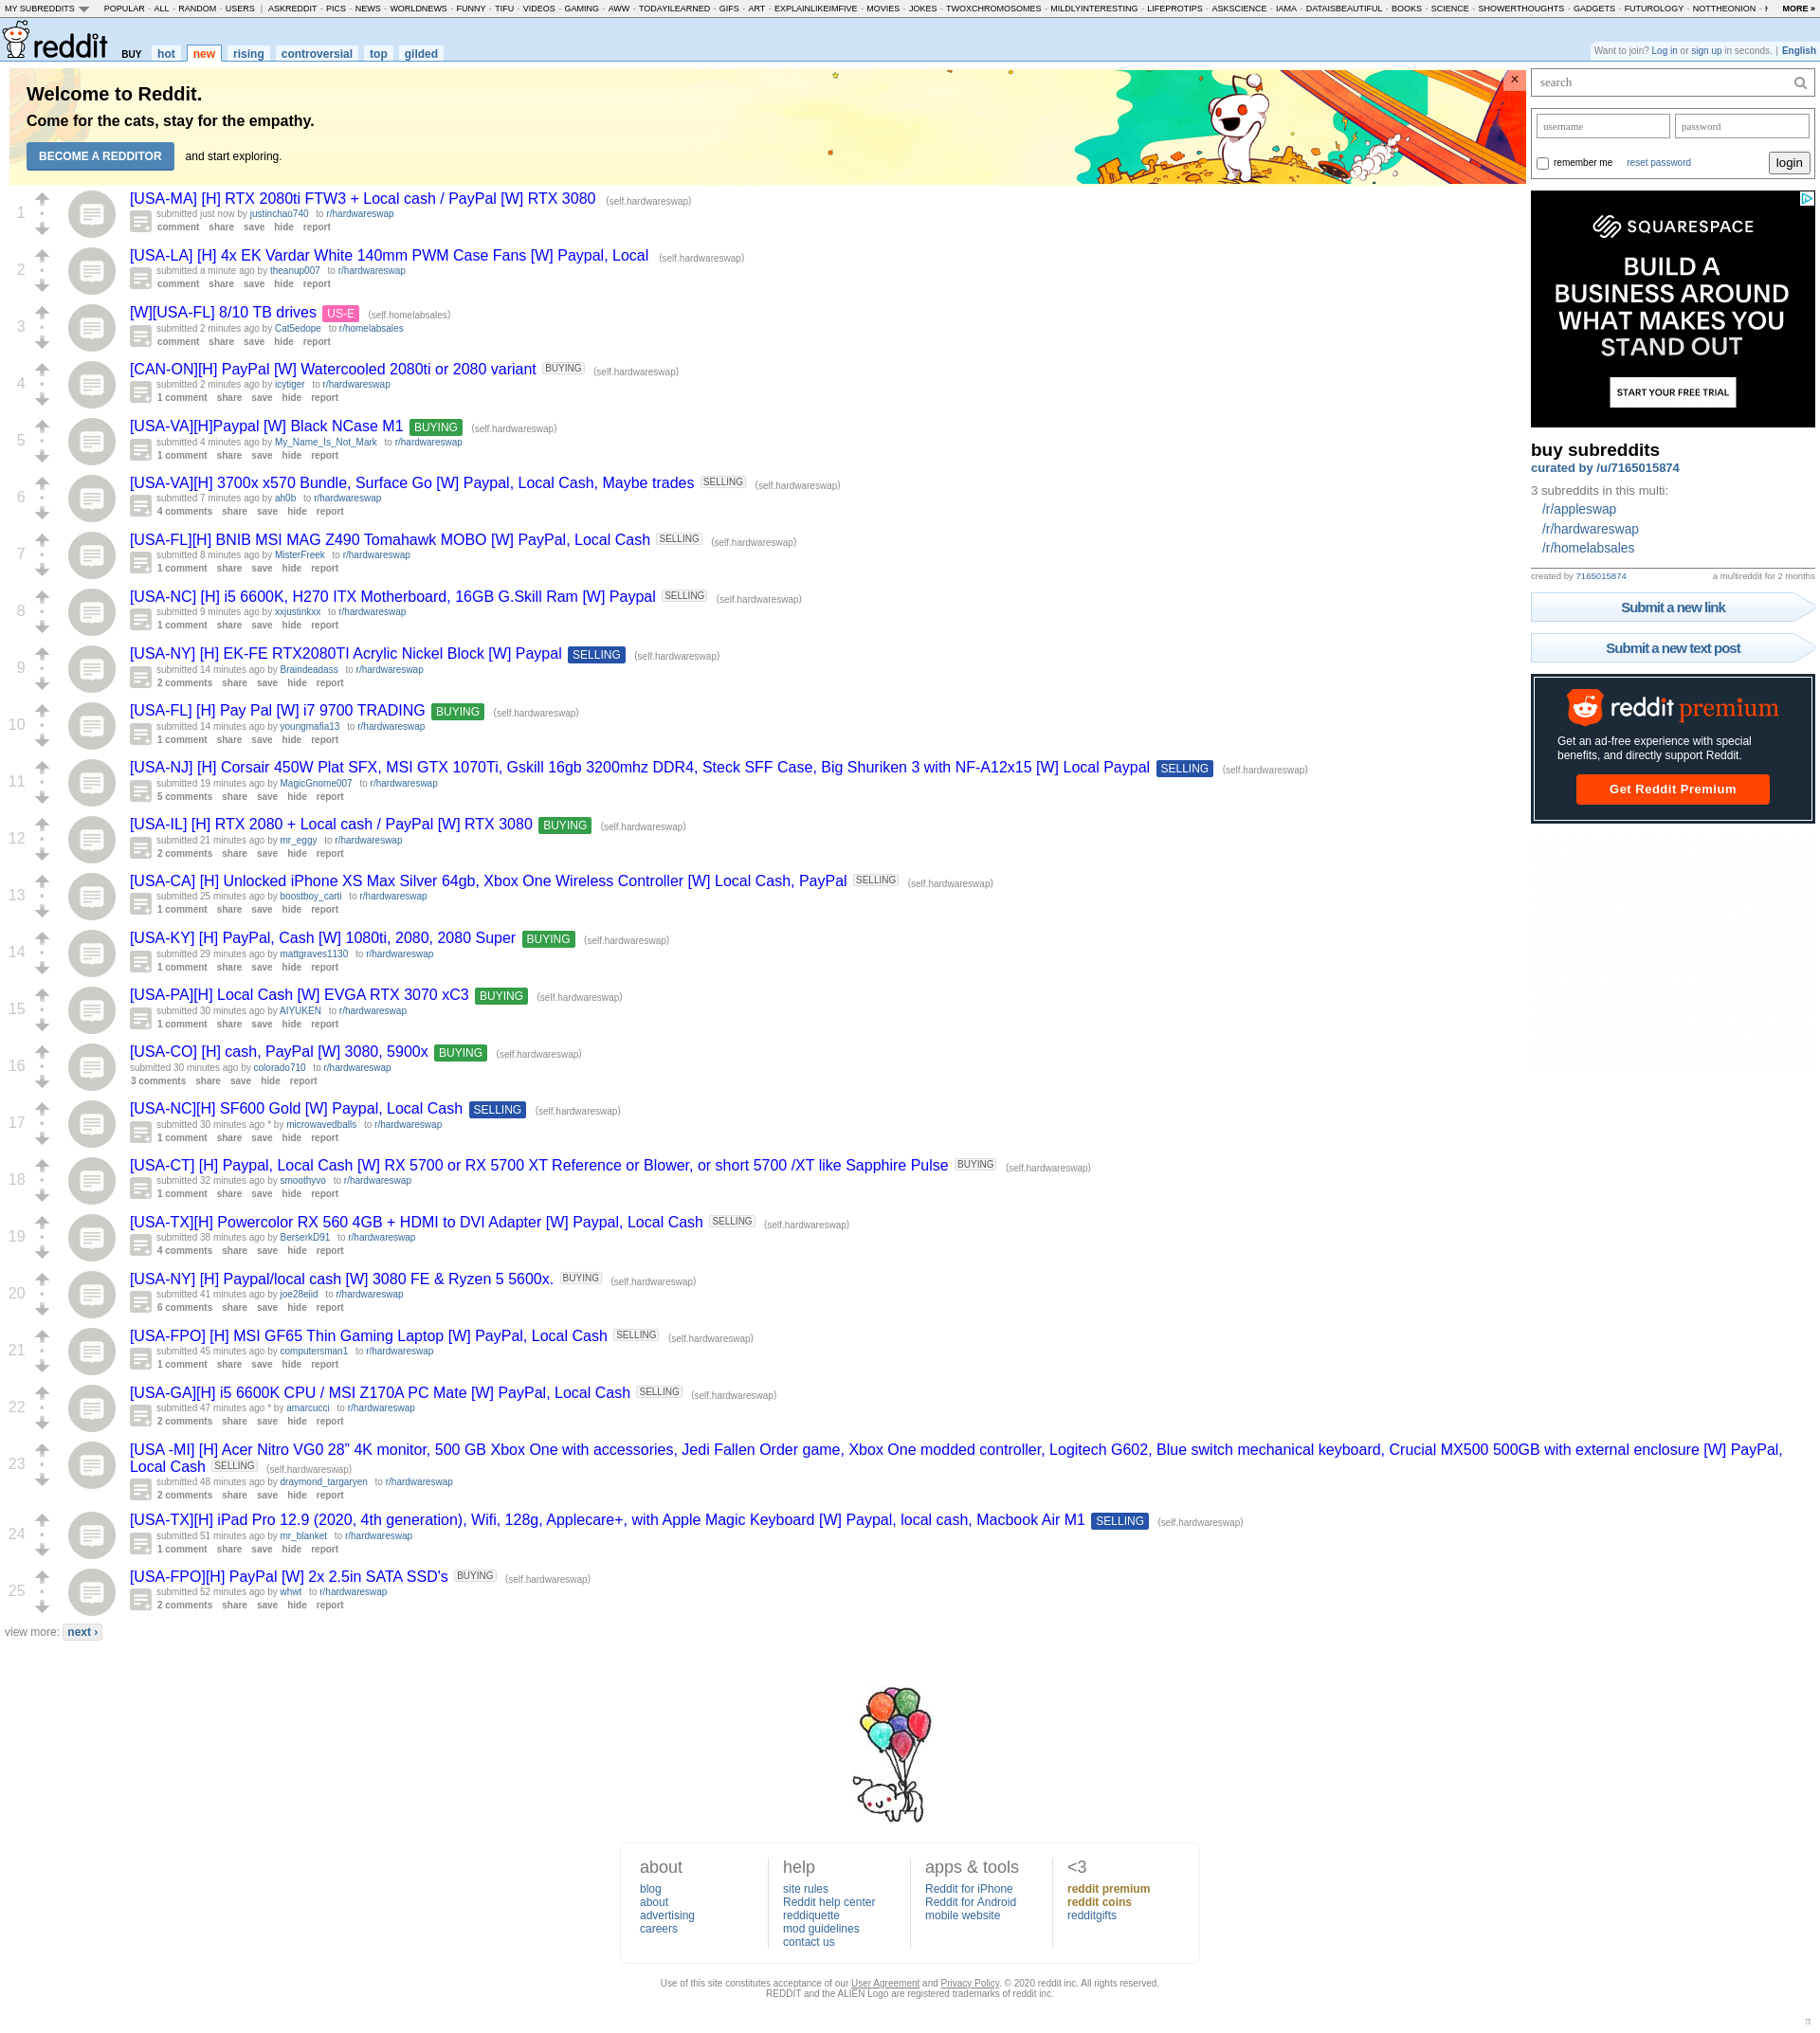 MY SUBREDDITS POPULAR - ALL - RANDOM - USERS | ASKREDDIT - PICS - NEWS - WORLDNEWS - FUNNY - TIFU - VIDEOS - GAMING - AWW - TODAYILEARNED - GIFS - ART - EXPLAINLIKEIMFIVE - MOVIES - JOKES - TWOXCHROMOSOMES - MILDLYINTERESTING - LIFEPROTIPS - ASKSCIENCE - IAMA - DATAISBEAUTIFUL - BOOKS - SCIENCE - SHOWERTHOUGHTS - GADGETS - FUTUROLOGY - NOTTHEONION - MORE »
reddit BUY hot new rising controversial top gilded
Want to join? Log in or sign up in seconds. | English
Welcome to Reddit.
Come for the cats, stay for the empathy.
BECOME A REDDITOR and start exploring.
×
1
[USA-MA] [H] RTX 2080ti FTW3 + Local cash / PayPal [W] RTX 3080 (self.hardwareswap)
submitted just now by justinchao740 to r/hardwareswap
comment share save hide report
2
[USA-LA] [H] 4x EK Vardar White 140mm PWM Case Fans [W] Paypal, Local (self.hardwareswap)
submitted a minute ago by theanup007 to r/hardwareswap
comment share save hide report
3
[W][USA-FL] 8/10 TB drives US-E (self.homelabsales)
submitted 2 minutes ago by Cat5edope to r/homelabsales
comment share save hide report
4
[CAN-ON][H] PayPal [W] Watercooled 2080ti or 2080 variant BUYING (self.hardwareswap)
submitted 2 minutes ago by icytiger to r/hardwareswap
1 comment share save hide report
5
[USA-VA][H]Paypal [W] Black NCase M1 BUYING (self.hardwareswap)
submitted 4 minutes ago by My_Name_Is_Not_Mark to r/hardwareswap
1 comment share save hide report
6
[USA-VA][H] 3700x x570 Bundle, Surface Go [W] Paypal, Local Cash, Maybe trades SELLING (self.hardwareswap)
submitted 7 minutes ago by ah0b to r/hardwareswap
4 comments share save hide report
7
[USA-FL][H] BNIB MSI MAG Z490 Tomahawk MOBO [W] PayPal, Local Cash SELLING (self.hardwareswap)
submitted 8 minutes ago by MisterFreek to r/hardwareswap
1 comment share save hide report
8
[USA-NC] [H] i5 6600K, H270 ITX Motherboard, 16GB G.Skill Ram [W] Paypal SELLING (self.hardwareswap)
submitted 9 minutes ago by xxjustinkxx to r/hardwareswap
1 comment share save hide report
9
[USA-NY] [H] EK-FE RTX2080TI Acrylic Nickel Block [W] Paypal SELLING (self.hardwareswap)
submitted 14 minutes ago by Braindeadass to r/hardwareswap
2 comments share save hide report
10
[USA-FL] [H] Pay Pal [W] i7 9700 TRADING BUYING (self.hardwareswap)
submitted 14 minutes ago by youngmafia13 to r/hardwareswap
1 comment share save hide report
11
[USA-NJ] [H] Corsair 450W Plat SFX, MSI GTX 1070Ti, Gskill 16gb 3200mhz DDR4, Steck SFF Case, Big Shuriken 3 with NF-A12x15 [W] Local Paypal SELLING (self.hardwareswap)
submitted 19 minutes ago by MagicGnome007 to r/hardwareswap
5 comments share save hide report
12
[USA-IL] [H] RTX 2080 + Local cash / PayPal [W] RTX 3080 BUYING (self.hardwareswap)
submitted 21 minutes ago by mr_eggy to r/hardwareswap
2 comments share save hide report
13
[USA-CA] [H] Unlocked iPhone XS Max Silver 64gb, Xbox One Wireless Controller [W] Local Cash, PayPal SELLING (self.hardwareswap)
submitted 25 minutes ago by boostboy_carti to r/hardwareswap
1 comment share save hide report
14
[USA-KY] [H] PayPal, Cash [W] 1080ti, 2080, 2080 Super BUYING (self.hardwareswap)
submitted 29 minutes ago by mattgraves1130 to r/hardwareswap
1 comment share save hide report
15
[USA-PA][H] Local Cash [W] EVGA RTX 3070 xC3 BUYING (self.hardwareswap)
submitted 30 minutes ago by AIYUKEN to r/hardwareswap
1 comment share save hide report
16
[USA-CO] [H] cash, PayPal [W] 3080, 5900x BUYING (self.hardwareswap)
submitted 30 minutes ago by colorado710 to r/hardwareswap
3 comments share save hide report
17
[USA-NC][H] SF600 Gold [W] Paypal, Local Cash SELLING (self.hardwareswap)
submitted 30 minutes ago * by microwavedballs to r/hardwareswap
1 comment share save hide report
18
[USA-CT] [H] Paypal, Local Cash [W] RX 5700 or RX 5700 XT Reference or Blower, or short 5700 /XT like Sapphire Pulse BUYING (self.hardwareswap)
submitted 32 minutes ago by smoothyvo to r/hardwareswap
1 comment share save hide report
19
[USA-TX][H] Powercolor RX 560 4GB + HDMI to DVI Adapter [W] Paypal, Local Cash SELLING (self.hardwareswap)
submitted 38 minutes ago by BerserkD91 to r/hardwareswap
4 comments share save hide report
20
[USA-NY] [H] Paypal/local cash [W] 3080 FE & Ryzen 5 5600x. BUYING (self.hardwareswap)
submitted 41 minutes ago by joe28eiid to r/hardwareswap
6 comments share save hide report
21
[USA-FPO] [H] MSI GF65 Thin Gaming Laptop [W] PayPal, Local Cash SELLING (self.hardwareswap)
submitted 45 minutes ago by computersman1 to r/hardwareswap
1 comment share save hide report
22
[USA-GA][H] i5 6600K CPU / MSI Z170A PC Mate [W] PayPal, Local Cash SELLING (self.hardwareswap)
submitted 47 minutes ago * by amarcucci to r/hardwareswap
2 comments share save hide report
23
[USA -MI] [H] Acer Nitro VG0 28” 4K monitor, 500 GB Xbox One with accessories, Jedi Fallen Order game, Xbox One modded controller, Logitech G602, Blue switch mechanical keyboard, Crucial MX500 500GB with external enclosure [W] PayPal,
Local Cash SELLING (self.hardwareswap)
submitted 48 minutes ago by draymond_targaryen to r/hardwareswap
2 comments share save hide report
24
[USA-TX][H] iPad Pro 12.9 (2020, 4th generation), Wifi, 128g, Applecare+, with Apple Magic Keyboard [W] Paypal, local cash, Macbook Air M1 SELLING (self.hardwareswap)
submitted 51 minutes ago by mr_blanket to r/hardwareswap
1 comment share save hide report
25
[USA-FPO][H] PayPal [W] 2x 2.5in SATA SSD's BUYING (self.hardwareswap)
submitted 52 minutes ago by whwt to r/hardwareswap
2 comments share save hide report
view more: next ›
search
username password
remember me reset password login
SQUARESPACE
BUILD A
BUSINESS AROUND
WHAT MAKES YOU
STAND OUT
START YOUR FREE TRIAL
buy subreddits
curated by /u/7165015874
3 subreddits in this multi:
/r/appleswap
/r/hardwareswap
/r/homelabsales
created by 7165015874 a multireddit for 2 months
Submit a new link
Submit a new text post
reddit premium
Get an ad-free experience with special
benefits, and directly support Reddit.
Get Reddit Premium
about
blog
about
advertising
careers
help
site rules
Reddit help center
reddiquette
mod guidelines
contact us
apps & tools
Reddit for iPhone
Reddit for Android
mobile website
<3
reddit premium
reddit coins
redditgifts
Use of this site constitutes acceptance of our User Agreement and Privacy Policy. © 2020 reddit inc. All rights reserved.
REDDIT and the ALIEN Logo are registered trademarks of reddit inc.
π